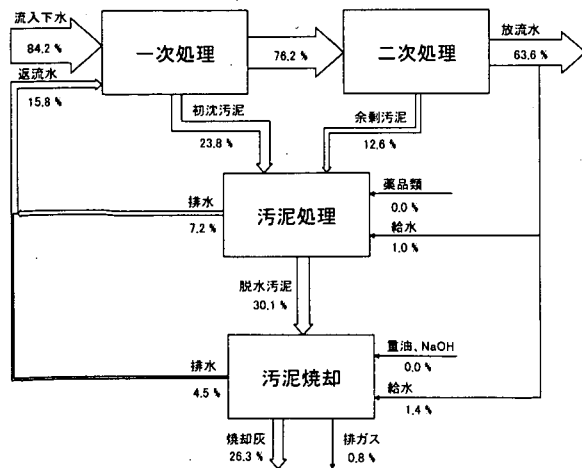 流入下水
84.2 %
一次処理
76.2 %
二次処理
放流水
63.6 %
返流水
15.8 %
初沈汚泥
23.8 %
余剰汚泥
12.6 %
排水
7.2 %
汚泥処理
薬品類
0.0 %
給水
1.0 %
脱水汚泥
30.1 %
排水
4.5 %
汚泥焼却
重油、NaOH
0.0 %
給水
1.4 %
焼却灰
26.3 %
排ガス
0.8 %